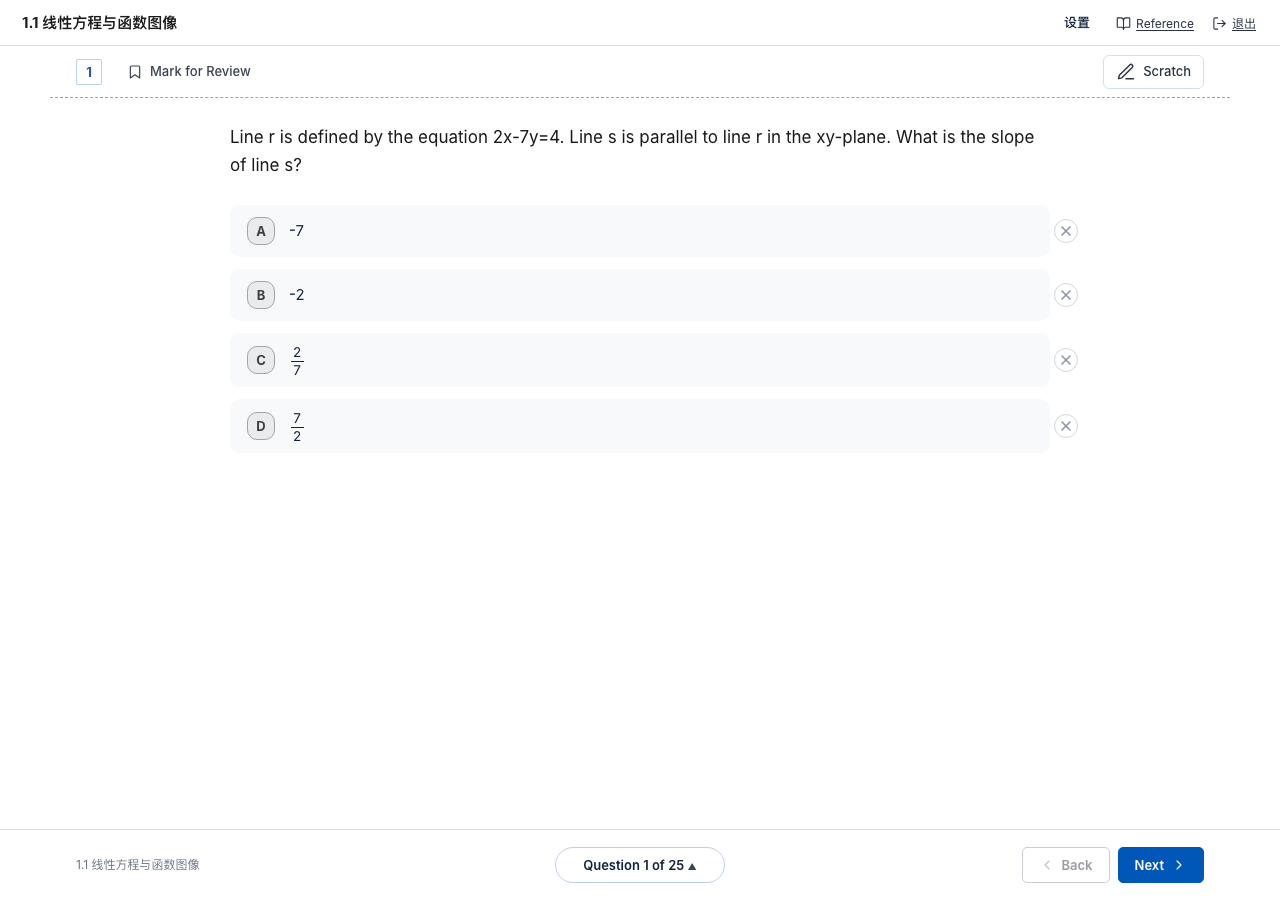 1.1 线性方程与函数图像
设置
Reference
退出
1
Mark for Review
Scratch
Line r is defined by the equation 2x-7y=4. Line s is parallel to line r in the xy-plane. What is the slope
of line s?
A -7
B -2
C 2/7
D 7/2
1.1 线性方程与函数图像
Question 1 of 25 ▲
Back
Next